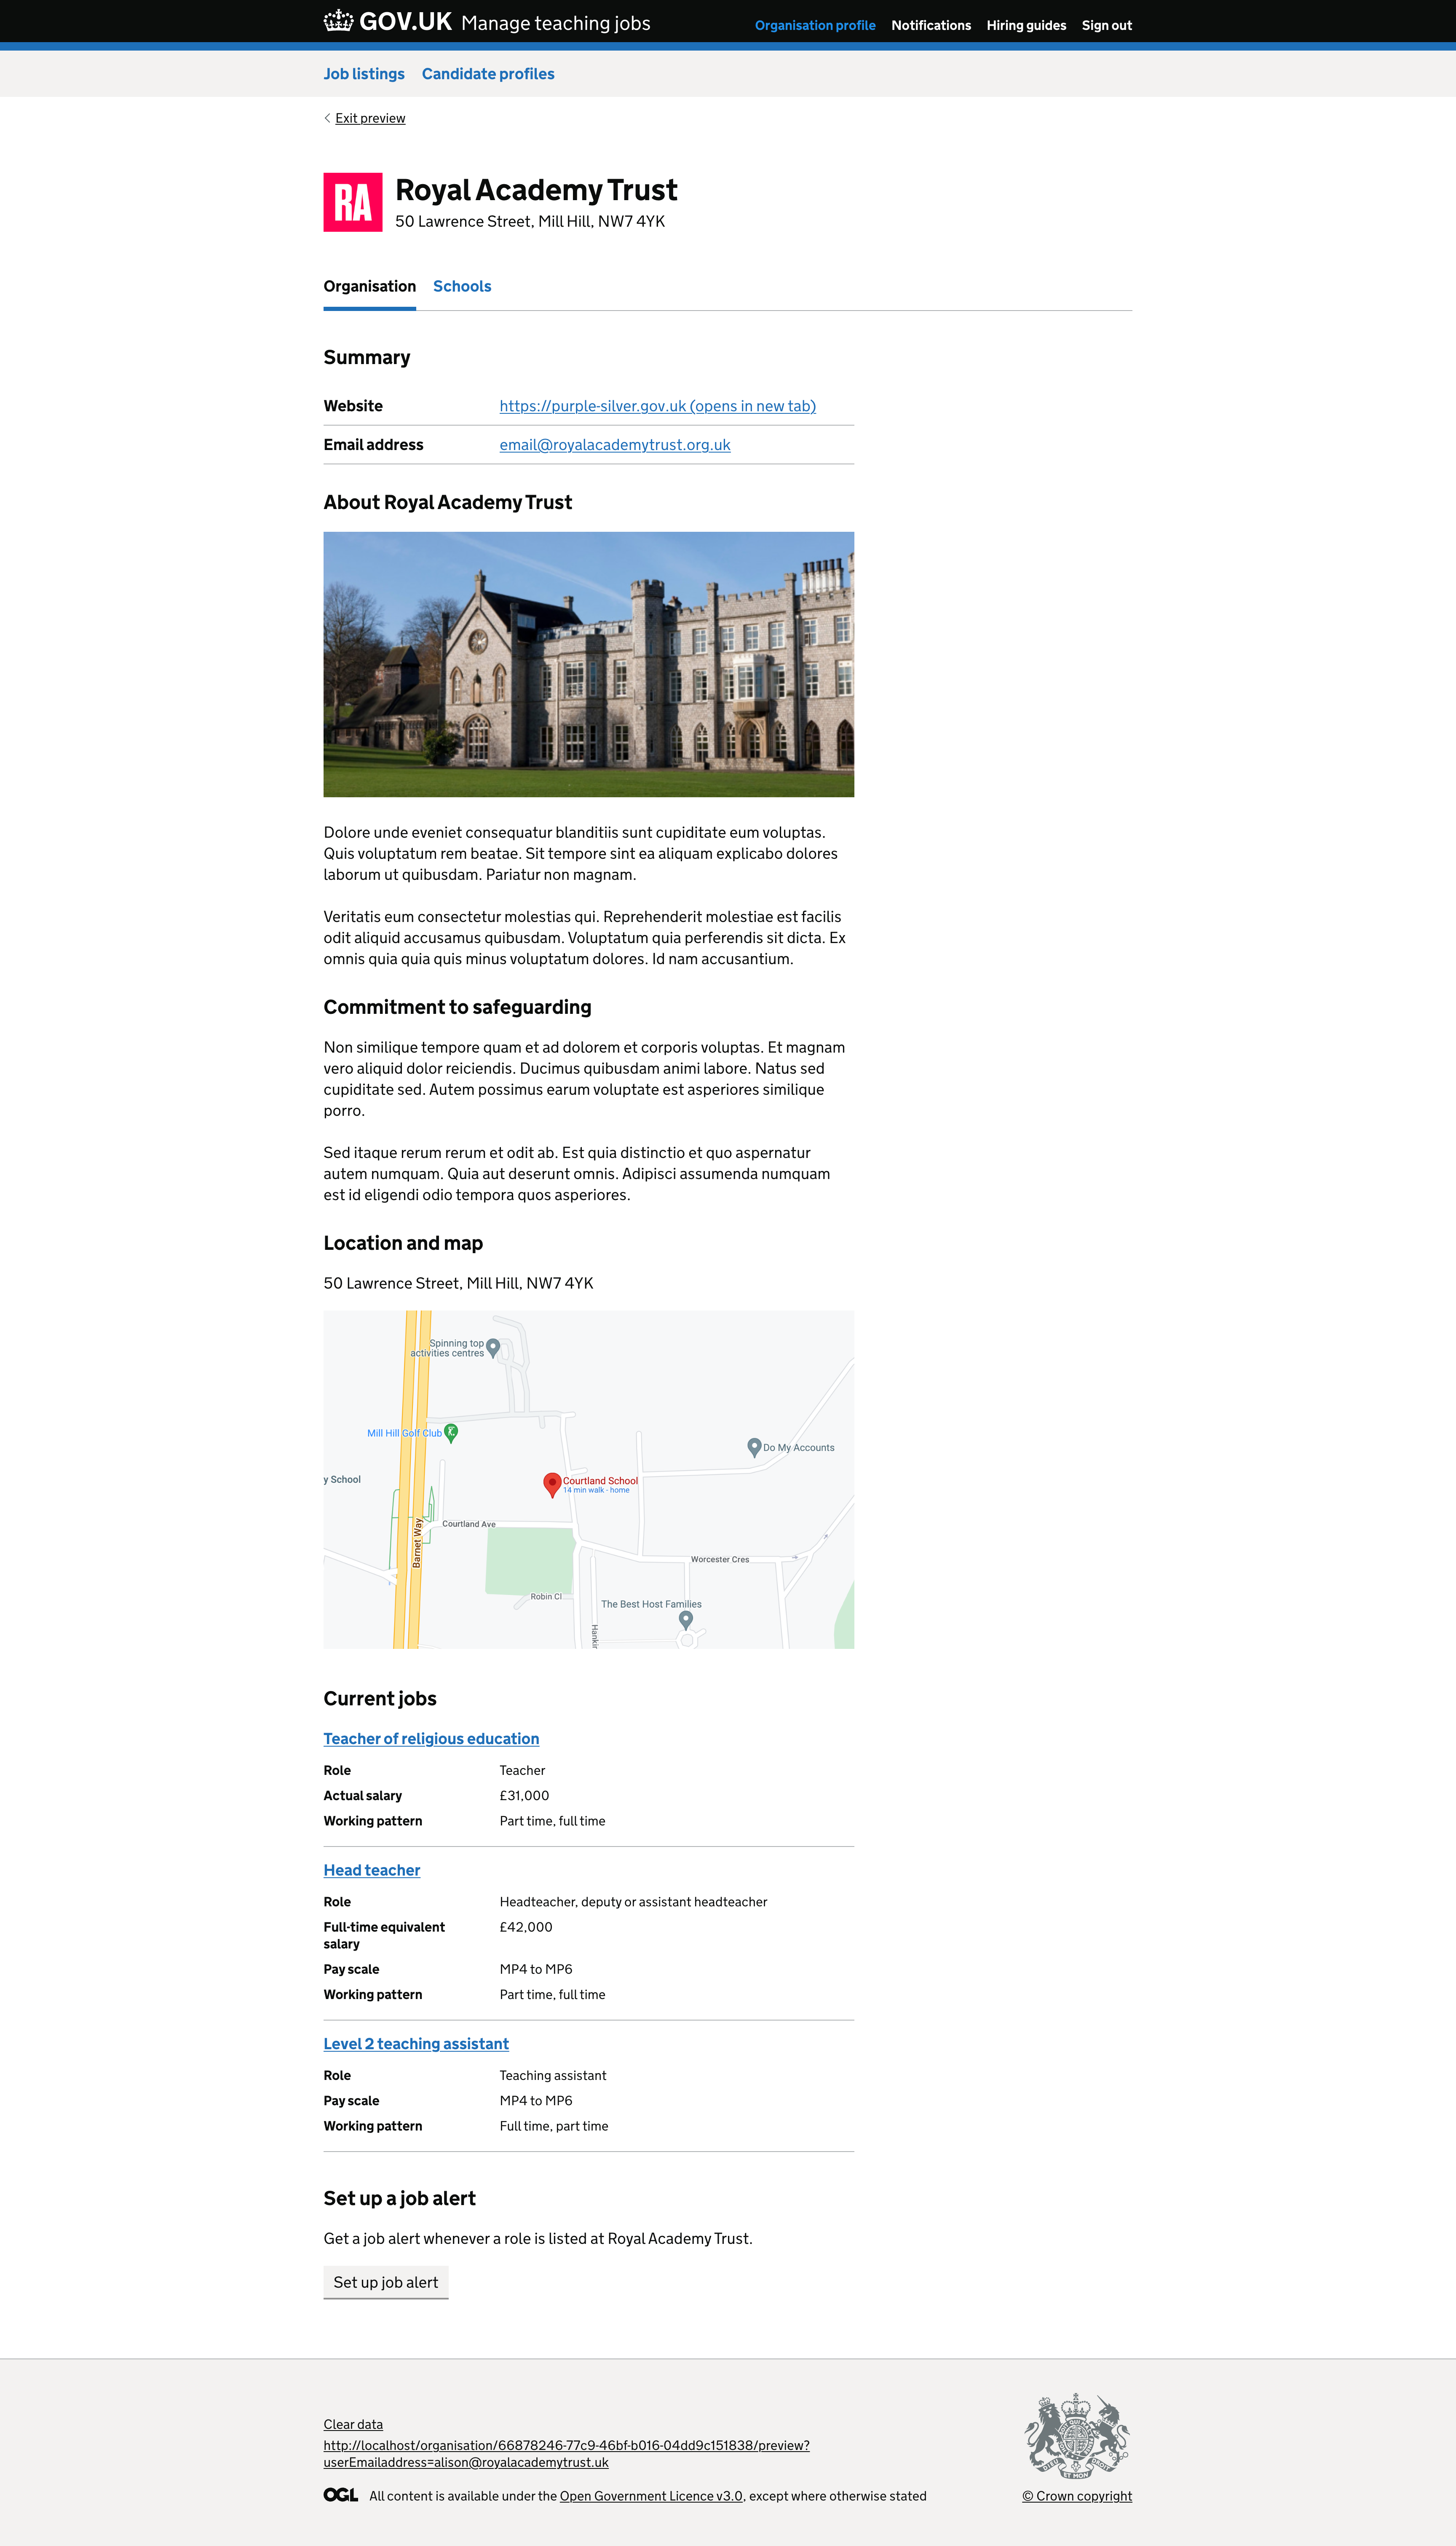 GOV.UK Manage teaching jobs
Organisation profile Notifications Hiring guides Sign out
Job listings Candidate profiles
Exit preview
RA
Royal Academy Trust
50 Lawrence Street, Mill Hill, NW7 4YK
Organisation Schools
Summary
Website https://purple-silver.gov.uk (opens in new tab)
Email address email@royalacademytrust.org.uk
About Royal Academy Trust
Dolore unde eveniet consequatur blanditiis sunt cupiditate eum voluptas.
Quis voluptatum rem beatae. Sit tempore sint ea aliquam explicabo dolores
laborum ut quibusdam. Pariatur non magnam.
Veritatis eum consectetur molestias qui. Reprehenderit molestiae est facilis
odit aliquid accusamus quibusdam. Voluptatum quia perferendis sit dicta. Ex
omnis quia quia quis minus voluptatum dolores. Id nam accusantium.
Commitment to safeguarding
Non similique tempore quam et ad dolorem et corporis voluptas. Et magnam
vero aliquid dolor reiciendis. Ducimus quibusdam animi labore. Natus sed
cupiditate sed. Autem possimus earum voluptate est asperiores similique
porro.
Sed itaque rerum rerum et odit ab. Est quia distinctio et quo aspernatur
autem numquam. Quia aut deserunt omnis. Adipisci assumenda numquam
est id eligendi odio tempora quos asperiores.
Location and map
50 Lawrence Street, Mill Hill, NW7 4YK
Spinning top
activities centres
Mill Hill Golf Club
Do My Accounts
y School
Courtland School
14 min walk - home
Courtland Ave
Barnet Way
Worcester Cres
Robin Cl
The Best Host Families
Hankir
Current jobs
Teacher of religious education
Role Teacher
Actual salary £31,000
Working pattern Part time, full time
Head teacher
Role Headteacher, deputy or assistant headteacher
Full-time equivalent £42,000
salary
Pay scale MP4 to MP6
Working pattern Part time, full time
Level 2 teaching assistant
Role Teaching assistant
Pay scale MP4 to MP6
Working pattern Full time, part time
Set up a job alert
Get a job alert whenever a role is listed at Royal Academy Trust.
Set up job alert
Clear data
http://localhost/organisation/66878246-77c9-46bf-b016-04dd9c151838/preview?
userEmailaddress=alison@royalacademytrust.uk
OGL All content is available under the Open Government Licence v3.0, except where otherwise stated
© Crown copyright